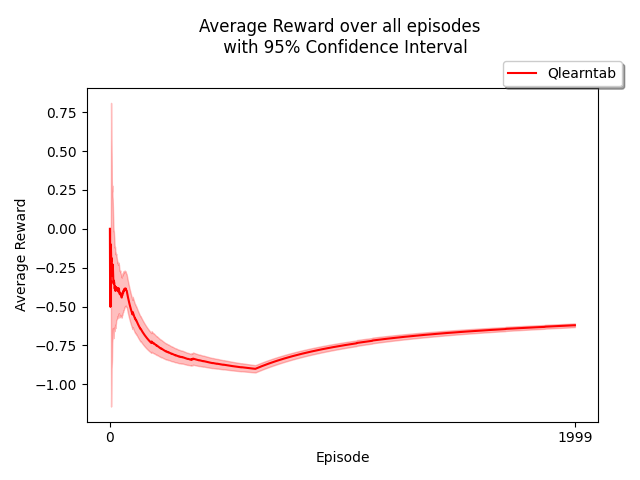 Average Reward over all episodes
with 95% Confidence Interval
Qlearntab
0.75
0.50
0.25
0.00
−0.25
−0.50
−0.75
−1.00
Average Reward
0
1999
Episode